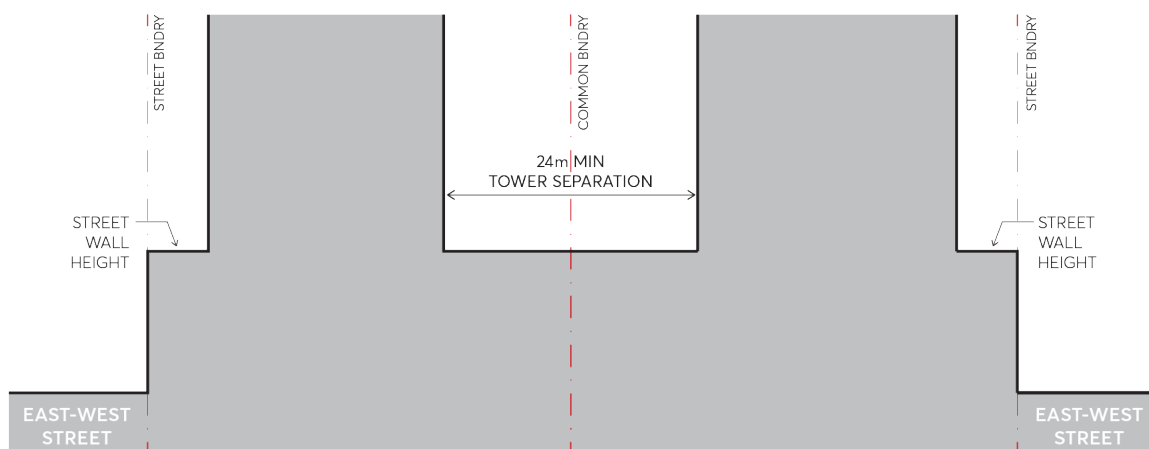 STREET BNDRY
COMMON BNDRY
STREET BNDRY
24m MIN
TOWER SEPARATION
STREET
WALL
HEIGHT
STREET
WALL
HEIGHT
EAST-WEST
STREET
EAST-WEST
STREET